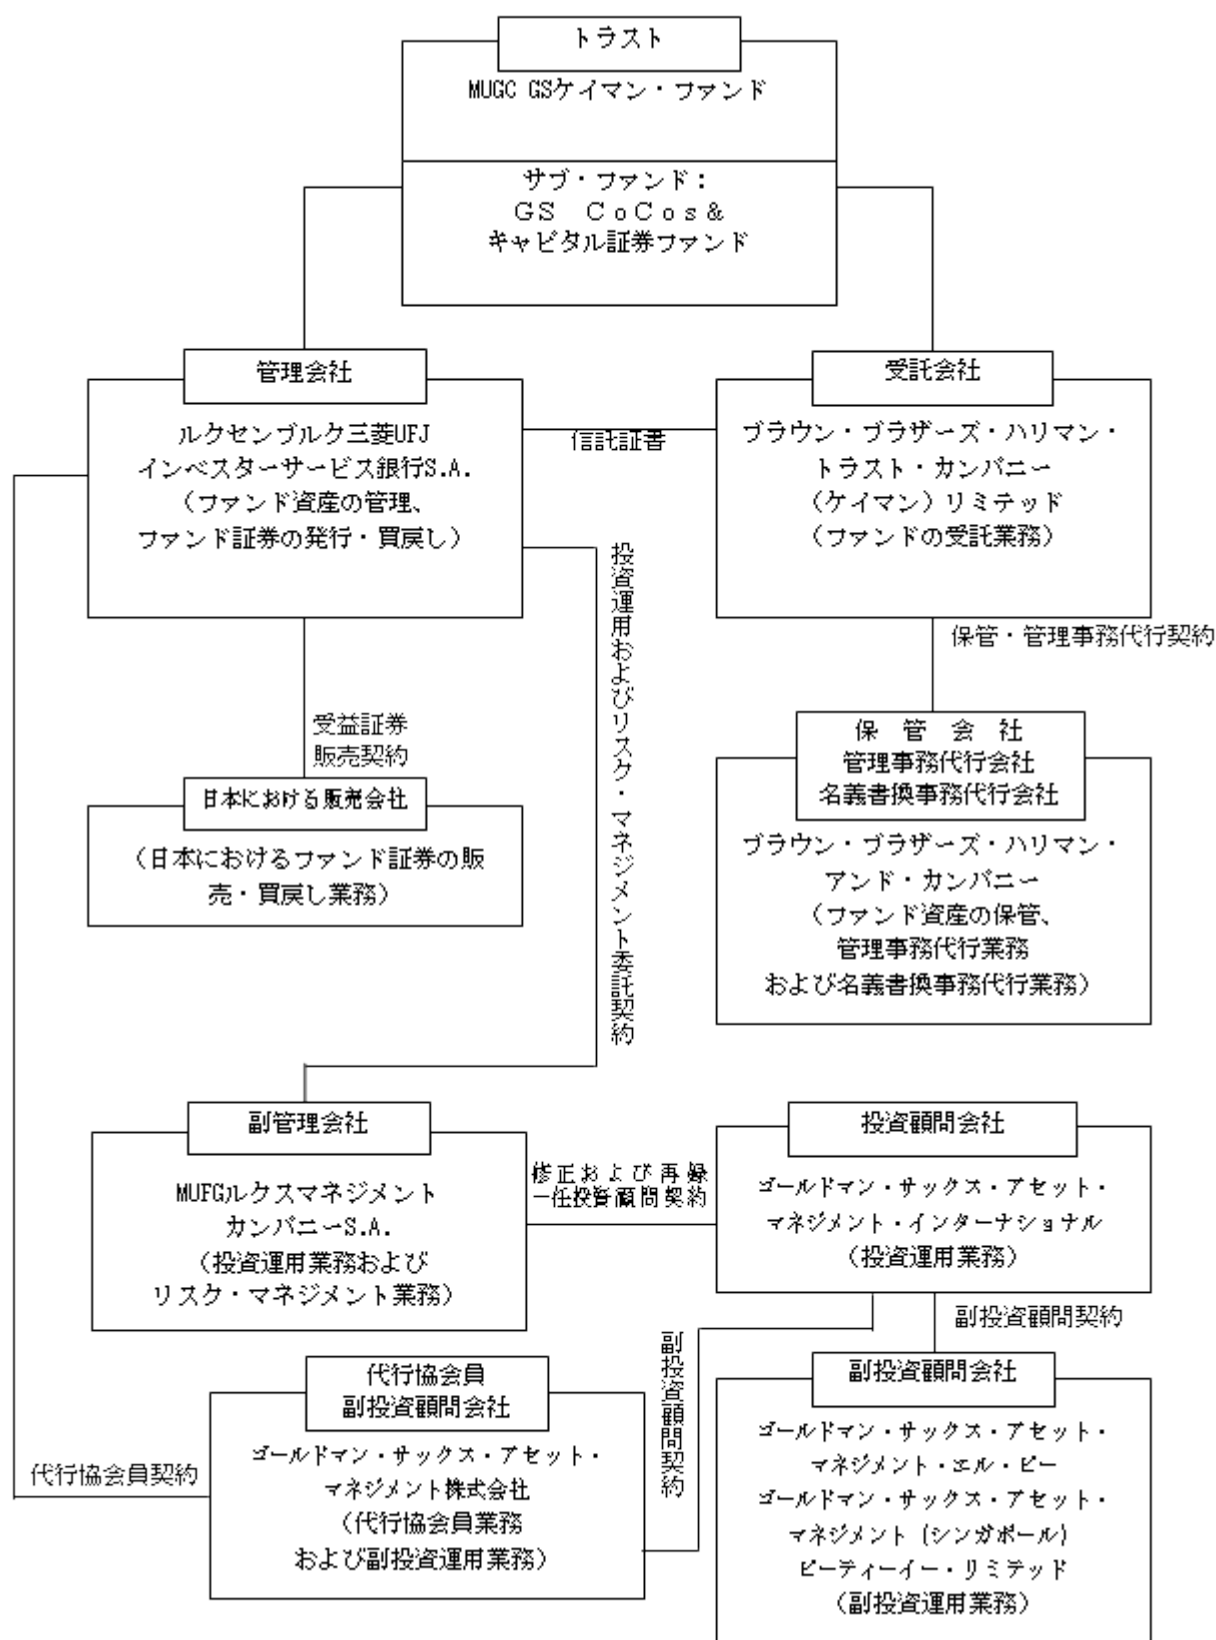 トラスト
MUGC GSケイマン・ファンド
サブ・ファンド：
GS CoCos＆
キャピタル証券ファンド
管理会社
ルクセンブルク三菱UFJ
インベスターサービス銀行S.A.
（ファンド資産の管理、
ファンド証券の発行・買戻し）
信託証書
受託会社
ブラウン・ブラザーズ・ハリマン・
トラスト・カンパニー
（ケイマン）リミテッド
（ファンドの受託業務）
投資運用およびリスク・マネジメント委託契約
保管・管理事務代行契約
受益証券
販売契約
日本における販売会社
（日本におけるファンド証券の販
売・買戻し業務）
保管会社
管理事務代行会社
名義書換事務代行会社
ブラウン・ブラザーズ・ハリマン・
アンド・カンパニー
（ファンド資産の保管、
管理事務代行業務
および名義書換事務代行業務）
副管理会社
MUFGルクスマネジメント
カンパニーS.A.
（投資運用業務および
リスク・マネジメント業務）
修正および再録
一任投資顧問契約
投資顧問会社
ゴールドマン・サックス・アセット・
マネジメント・インターナショナル
（投資運用業務）
副投資顧問契約
副投資顧問契約
代行協会員
副投資顧問会社
ゴールドマン・サックス・アセット・
マネジメント株式会社
（代行協会員業務
および副投資運用業務）
代行協会員契約
副投資顧問会社
ゴールドマン・サックス・アセット・
マネジメント・エル・ピー
ゴールドマン・サックス・アセット・
マネジメント（シンガポール）
ピーティーイー・リミテッド
（副投資運用業務）